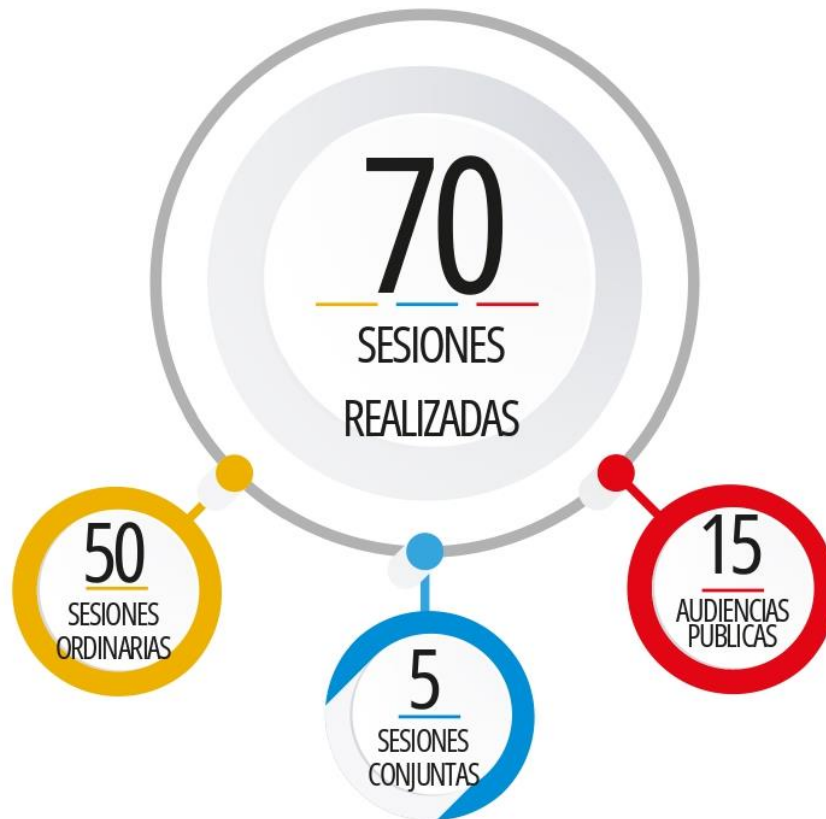 70
SESIONES
REALIZADAS
50
SESIONES
ORDINARIAS
5
SESIONES
CONJUNTAS
15
AUDIENCIAS
PUBLICAS